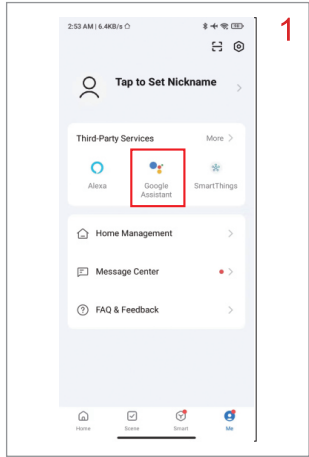 2:53 AM | 6.4KB/s
1
Tap to Set Nickname
Third-Party Services
More
Alexa
Google
Assistant
SmartThings
Home Management
Message Center
FAQ & Feedback
Home
Scene
Smart
Me